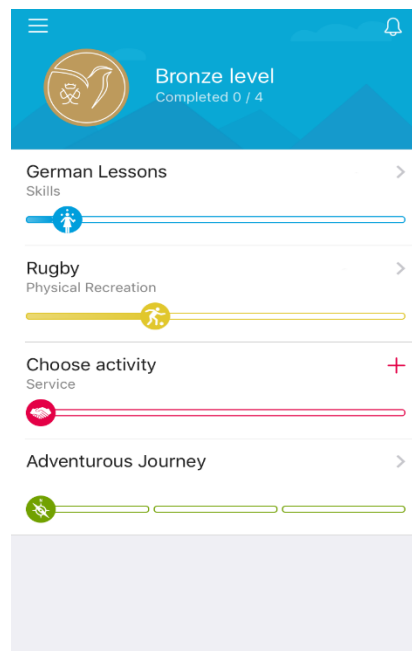 Bronze level
Completed 0 / 4
German Lessons
Skills
Rugby
Physical Recreation
Choose activity
Service
Adventurous Journey